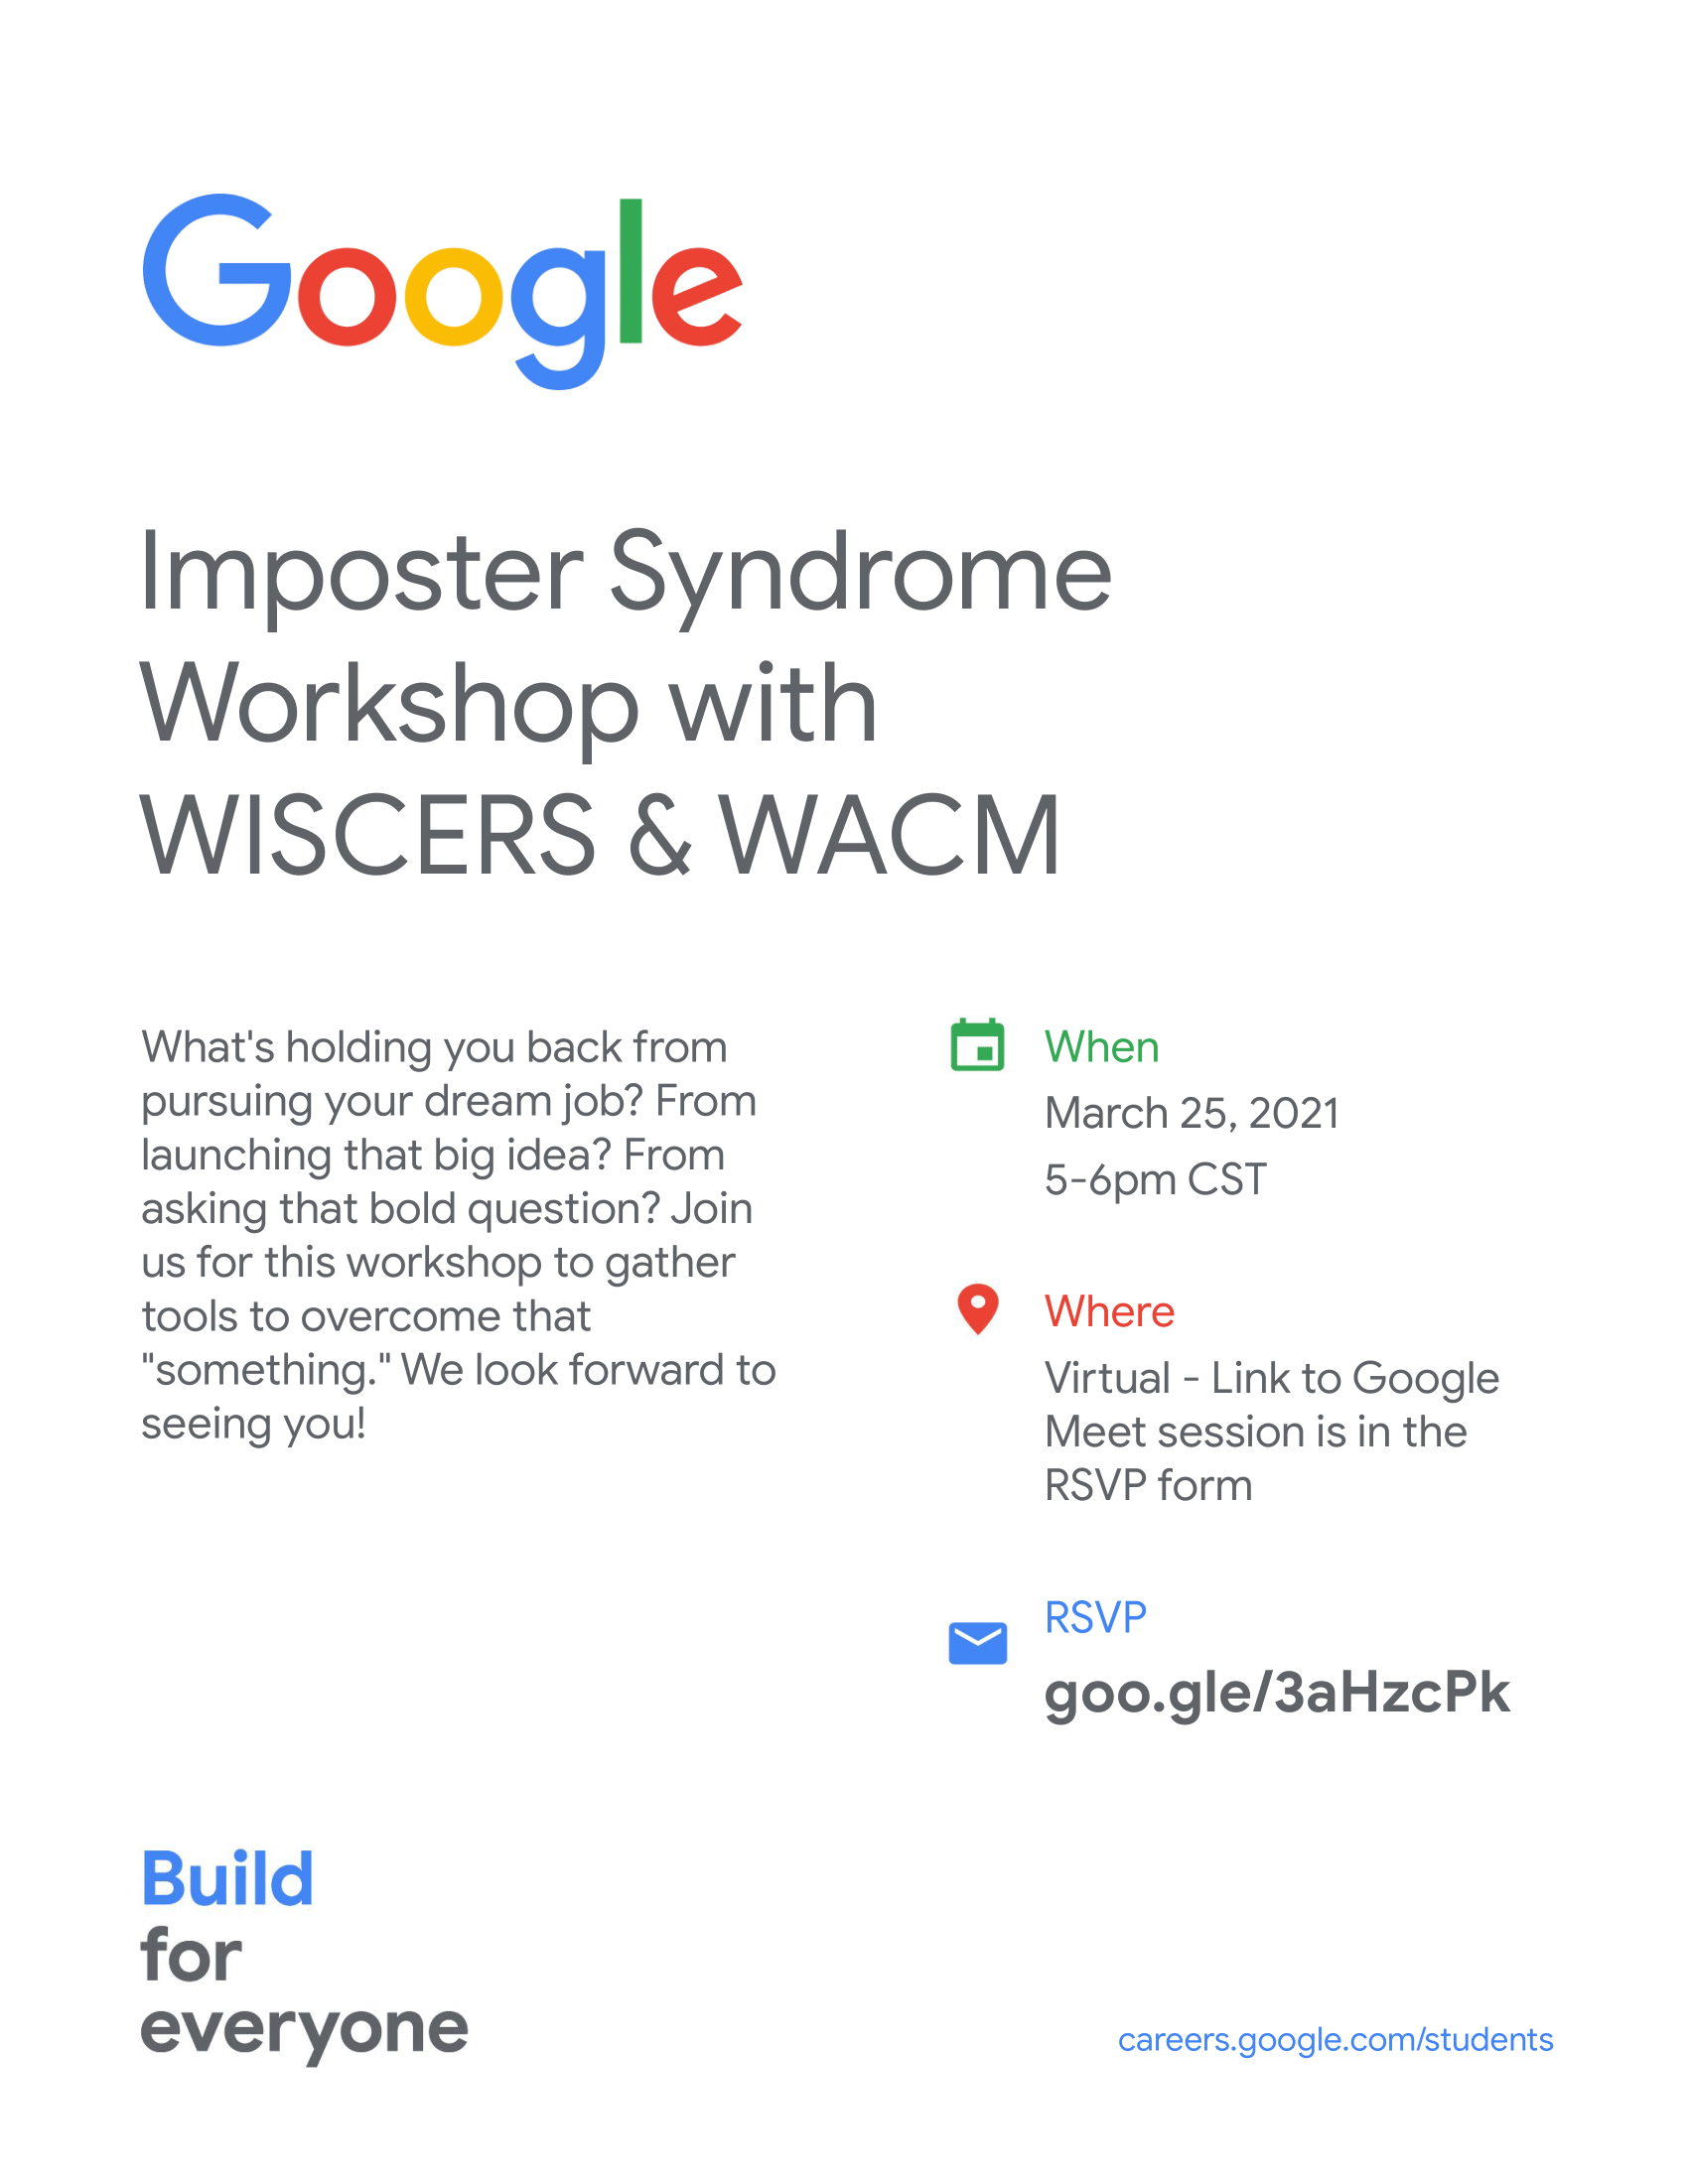 Google
Imposter Syndrome
Workshop with
WISCERS & WACM
What's holding you back from
pursuing your dream job? From
launching that big idea? From
asking that bold question? Join
us for this workshop to gather
tools to overcome that
"something." We look forward to
seeing you!
When
March 25, 2021
5-6pm CST
Where
Virtual - Link to Google
Meet session is in the
RSVP form
RSVP
goo.gle/3aHzcPk
Build
for
everyone
careers.google.com/students